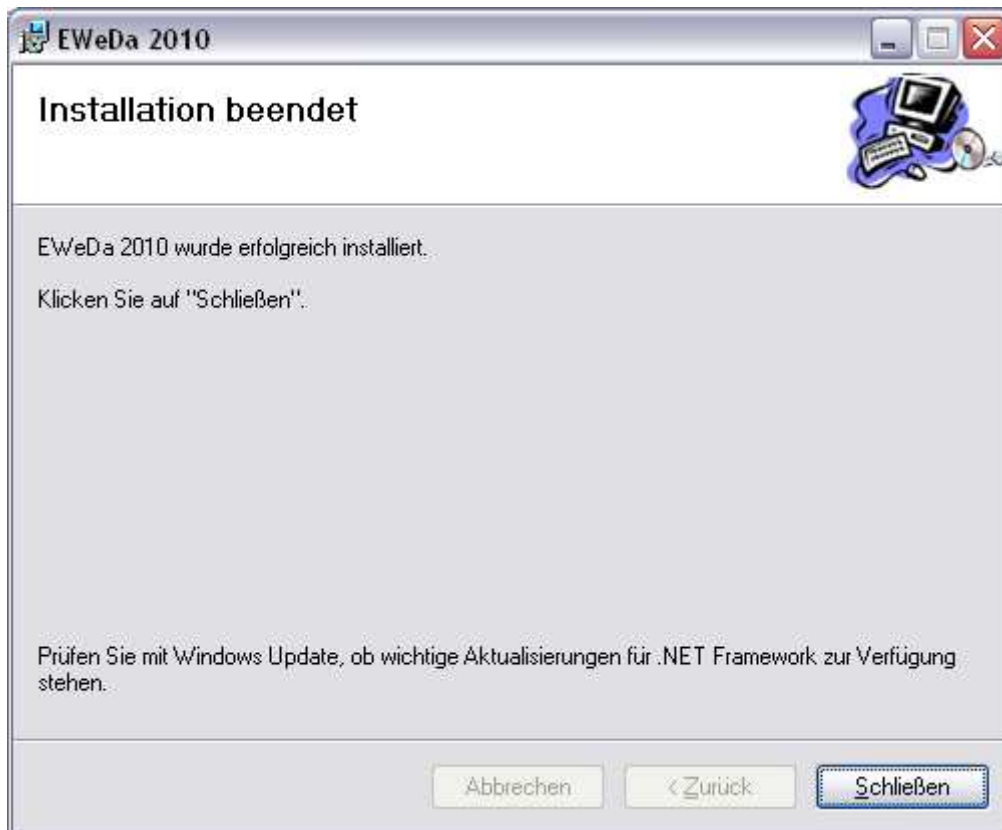 EWeDa 2010
Installation beendet
EWeDa 2010 wurde erfolgreich installiert.
Klicken Sie auf "Schließen".
Prüfen Sie mit Windows Update, ob wichtige Aktualisierungen für .NET Framework zur Verfügung
stehen.
Abbrechen
< Zurück
Schließen